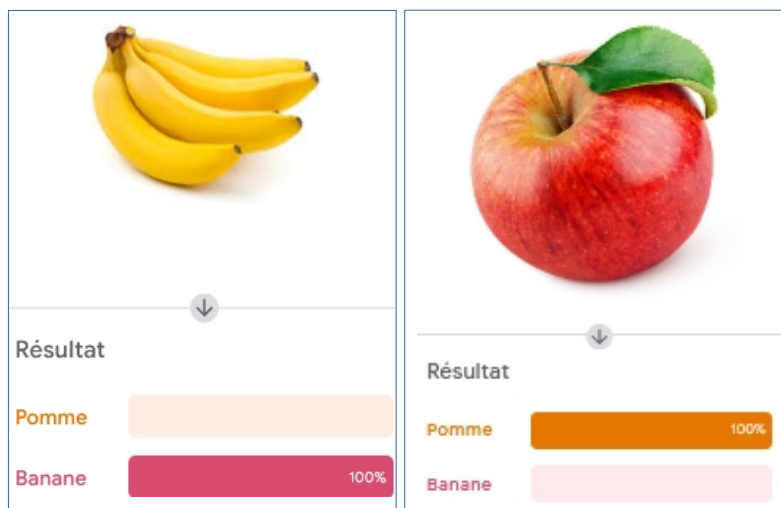 Résultat
Pomme
Banane 100%
Résultat
Pomme 100%
Banane